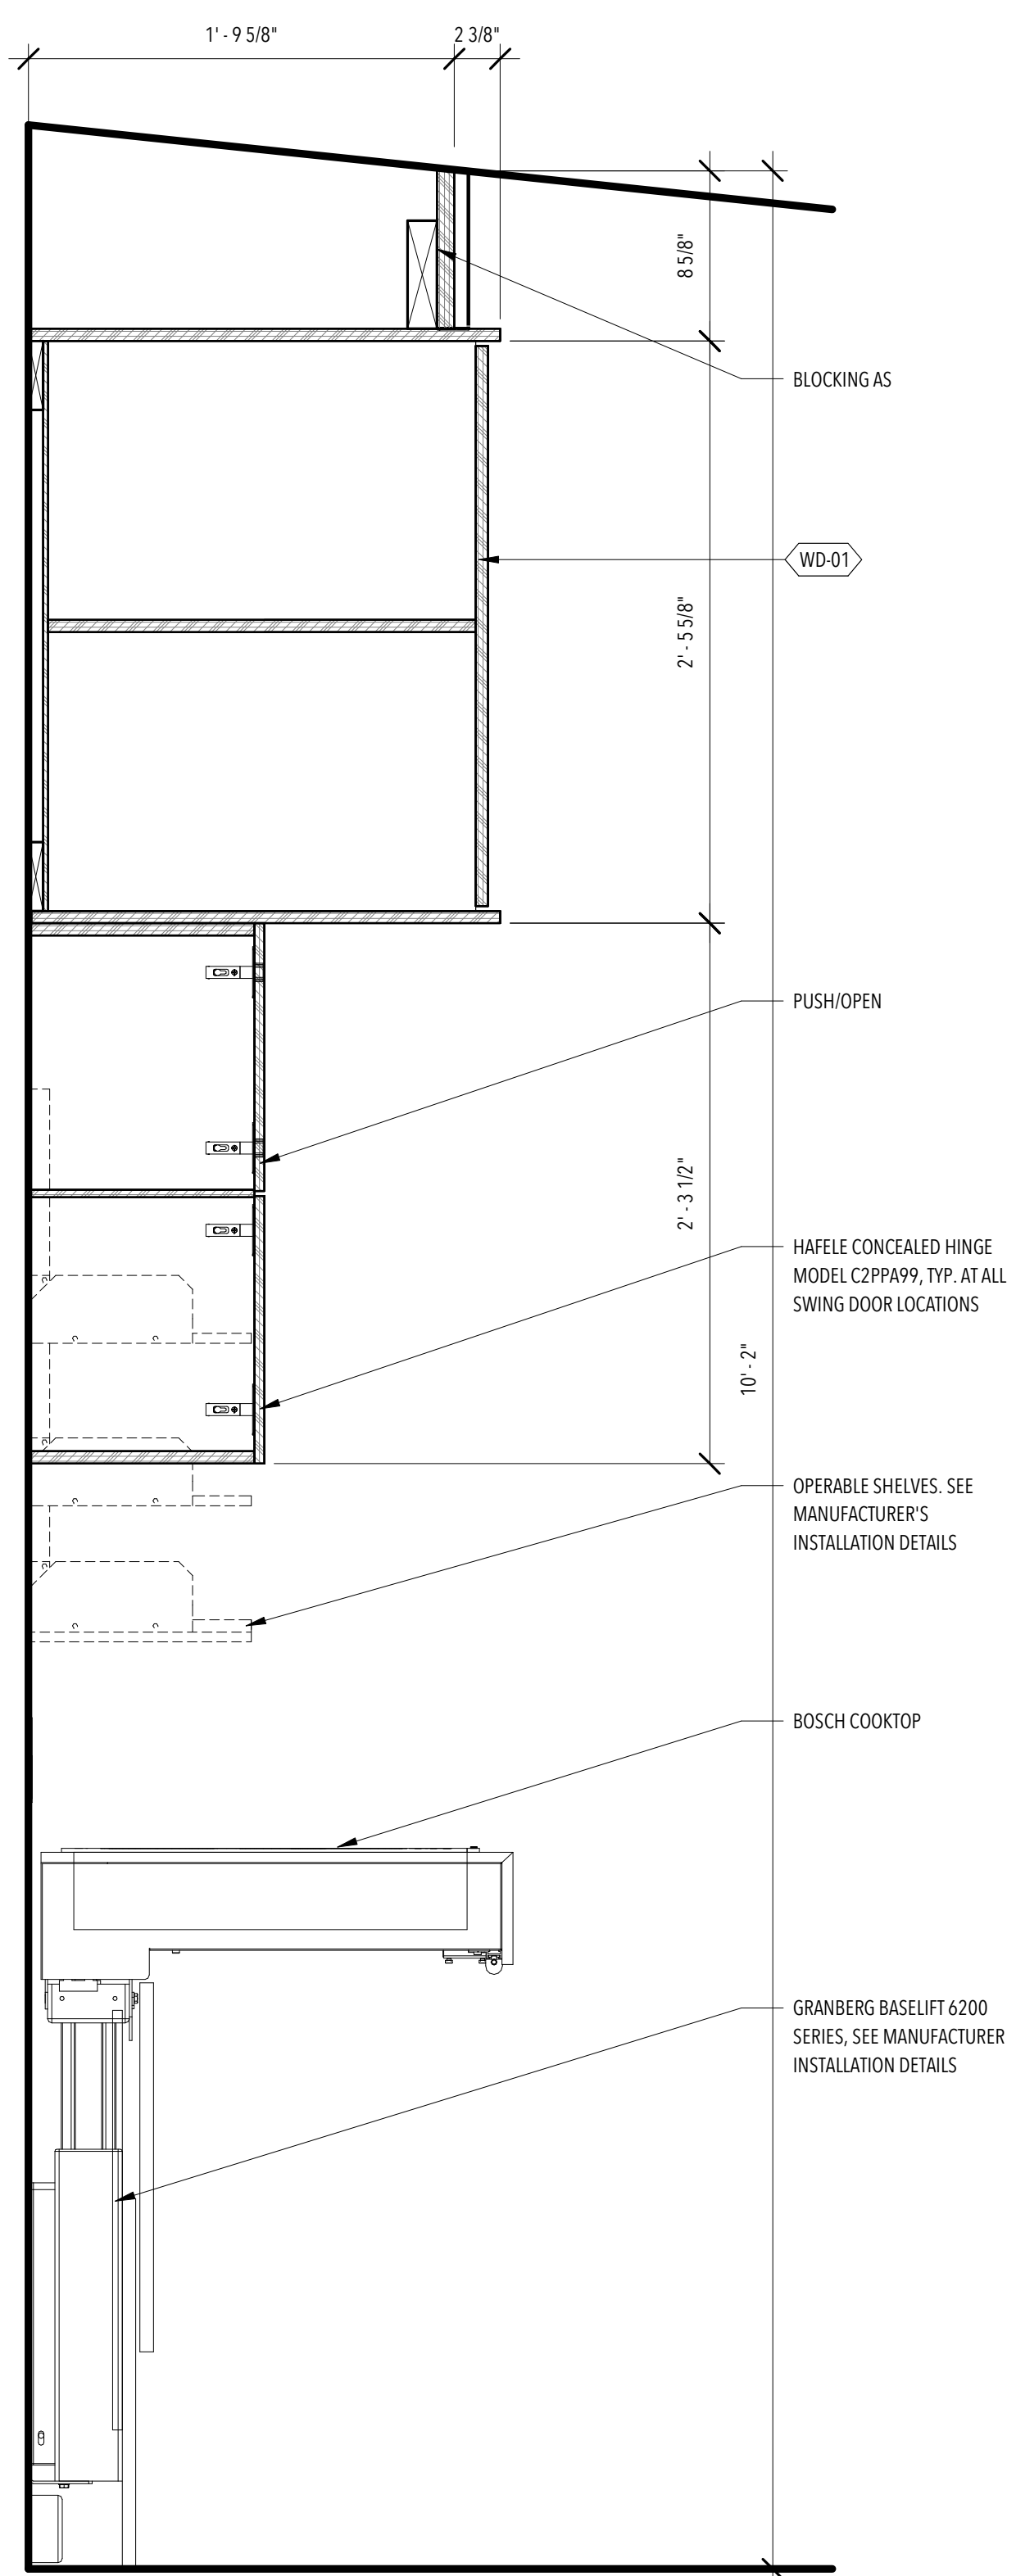 1' - 9 5/8"
2 3/8"
8 5/8"
BLOCKING AS
WD-01
2' - 5 5/8"
PUSH/OPEN
2' - 3 1/2"
HAFELE CONCEALED HINGE
MODEL C2PPA99, TYP. AT ALL
SWING DOOR LOCATIONS
10' - 2"
OPERABLE SHELVES. SEE
MANUFACTURER'S
INSTALLATION DETAILS
BOSCH COOKTOP
GRANBERG BASELIFT 6200
SERIES, SEE MANUFACTURER
INSTALLATION DETAILS